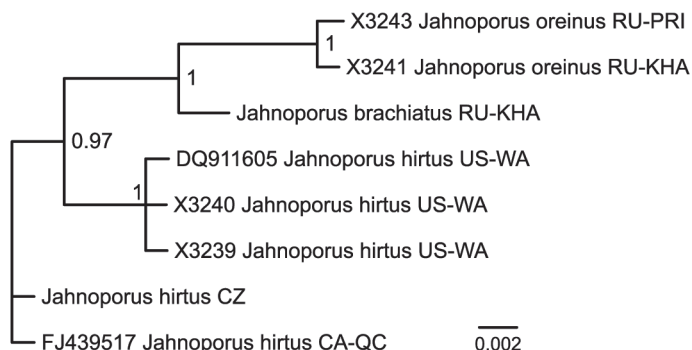 X3243 Jahnoporus oreinus RU-PRI
1
X3241 Jahnoporus oreinus RU-KHA
1
Jahnoporus brachiatus RU-KHA
0.97
DQ911605 Jahnoporus hirtus US-WA
1
X3240 Jahnoporus hirtus US-WA
X3239 Jahnoporus hirtus US-WA
Jahnoporus hirtus CZ
FJ439517 Jahnoporus hirtus CA-QC
0.002